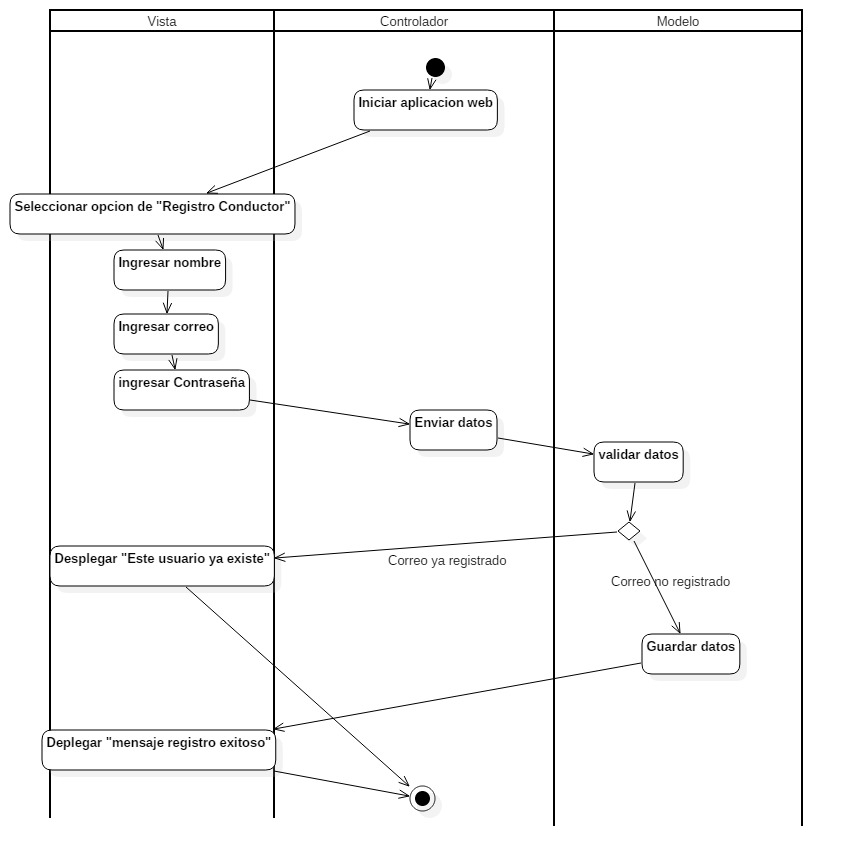 Vista
Controlador
Modelo
Iniciar aplicacion web
Seleccionar opcion de "Registro Conductor"
Ingresar nombre
Ingresar correo
ingresar Contraseña
Enviar datos
validar datos
Desplegar "Este usuario ya existe"
Correo ya registrado
Correo no registrado
Guardar datos
Deplegar "mensaje registro exitoso"